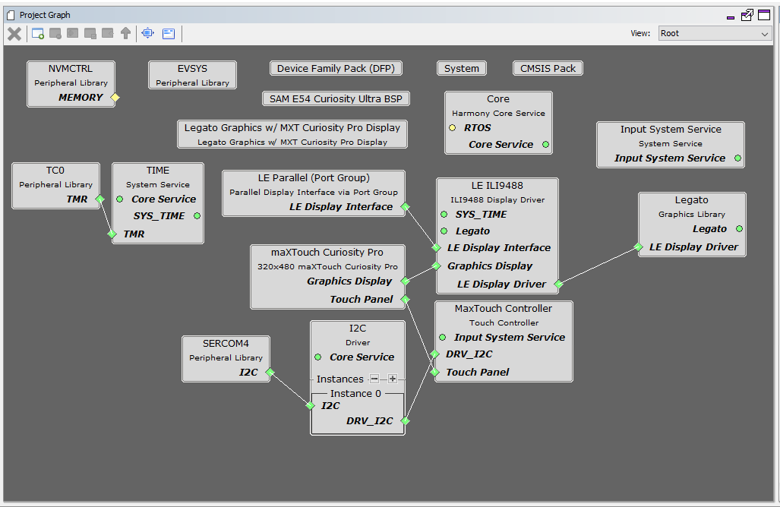 Project Graph
View: Root
NVMCTRL
Peripheral Library
MEMORY
EVSYS
Peripheral Library
Device Family Pack (DFP)
System
CMSIS Pack
SAM E54 Curiosity Ultra BSP
Core
Harmony Core Service
RTOS
Core Service
Legato Graphics w/ MXT Curiosity Pro Display
Legato Graphics w/ MXT Curiosity Pro Display
Input System Service
System Service
Input System Service
TC0
Peripheral Library
TMR
TIME
System Service
Core Service
SYS_TIME
TMR
LE Parallel (Port Group)
Parallel Display Interface via Port Group
LE Display Interface
LE ILI9488
ILI9488 Display Driver
SYS_TIME
Legato
LE Display Interface
Graphics Display
LE Display Driver
Legato
Graphics Library
Legato
LE Display Driver
maXTouch Curiosity Pro
320x480 maXTouch Curiosity Pro
Graphics Display
Touch Panel
MaxTouch Controller
Touch Controller
Input System Service
DRV_I2C
Touch Panel
SERCOM4
Peripheral Library
I2C
I2C
Driver
Core Service
Instances
Instance 0
I2C
DRV_I2C